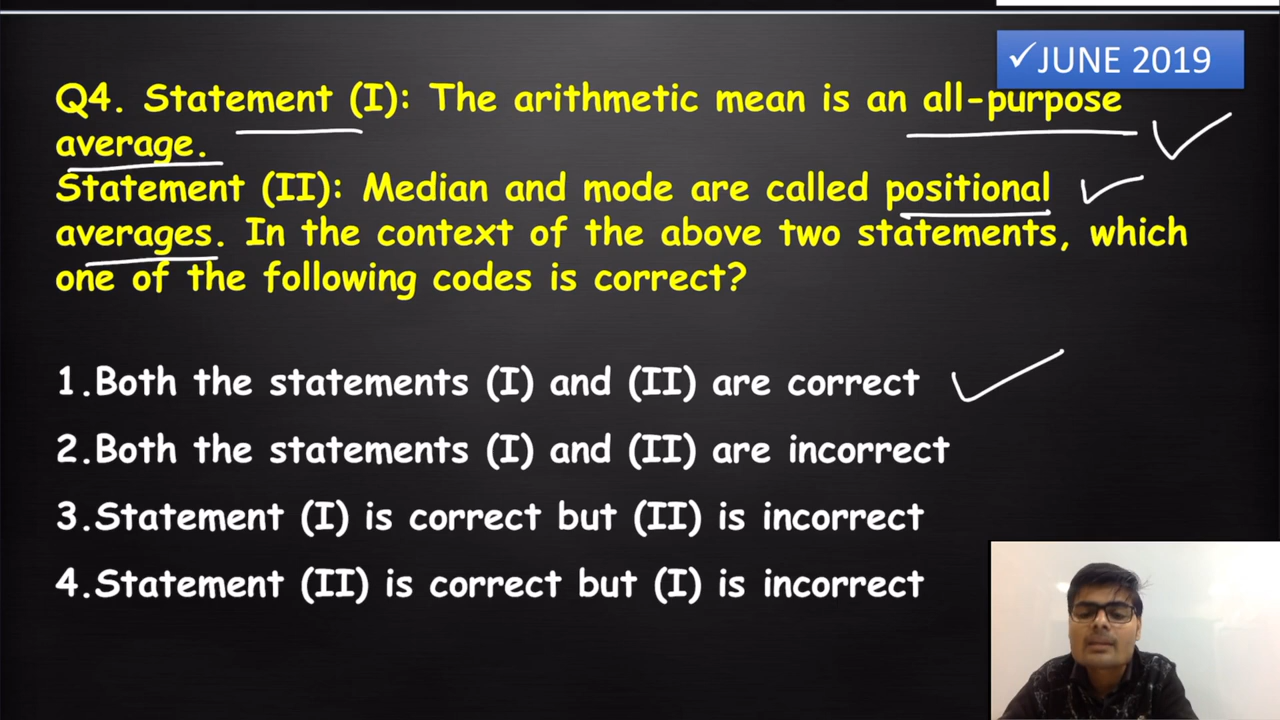 ✓JUNE 2019
Q4. Statement (I): The arithmetic mean is an all-purpose
average.
Statement (II): Median and mode are called positional
averages. In the context of the above two statements, which
one of the following codes is correct?
1.Both the statements (I) and (II) are correct
2.Both the statements (I) and (II) are incorrect
3.Statement (I) is correct but (II) is incorrect
4.Statement (II) is correct but (I) is incorrect